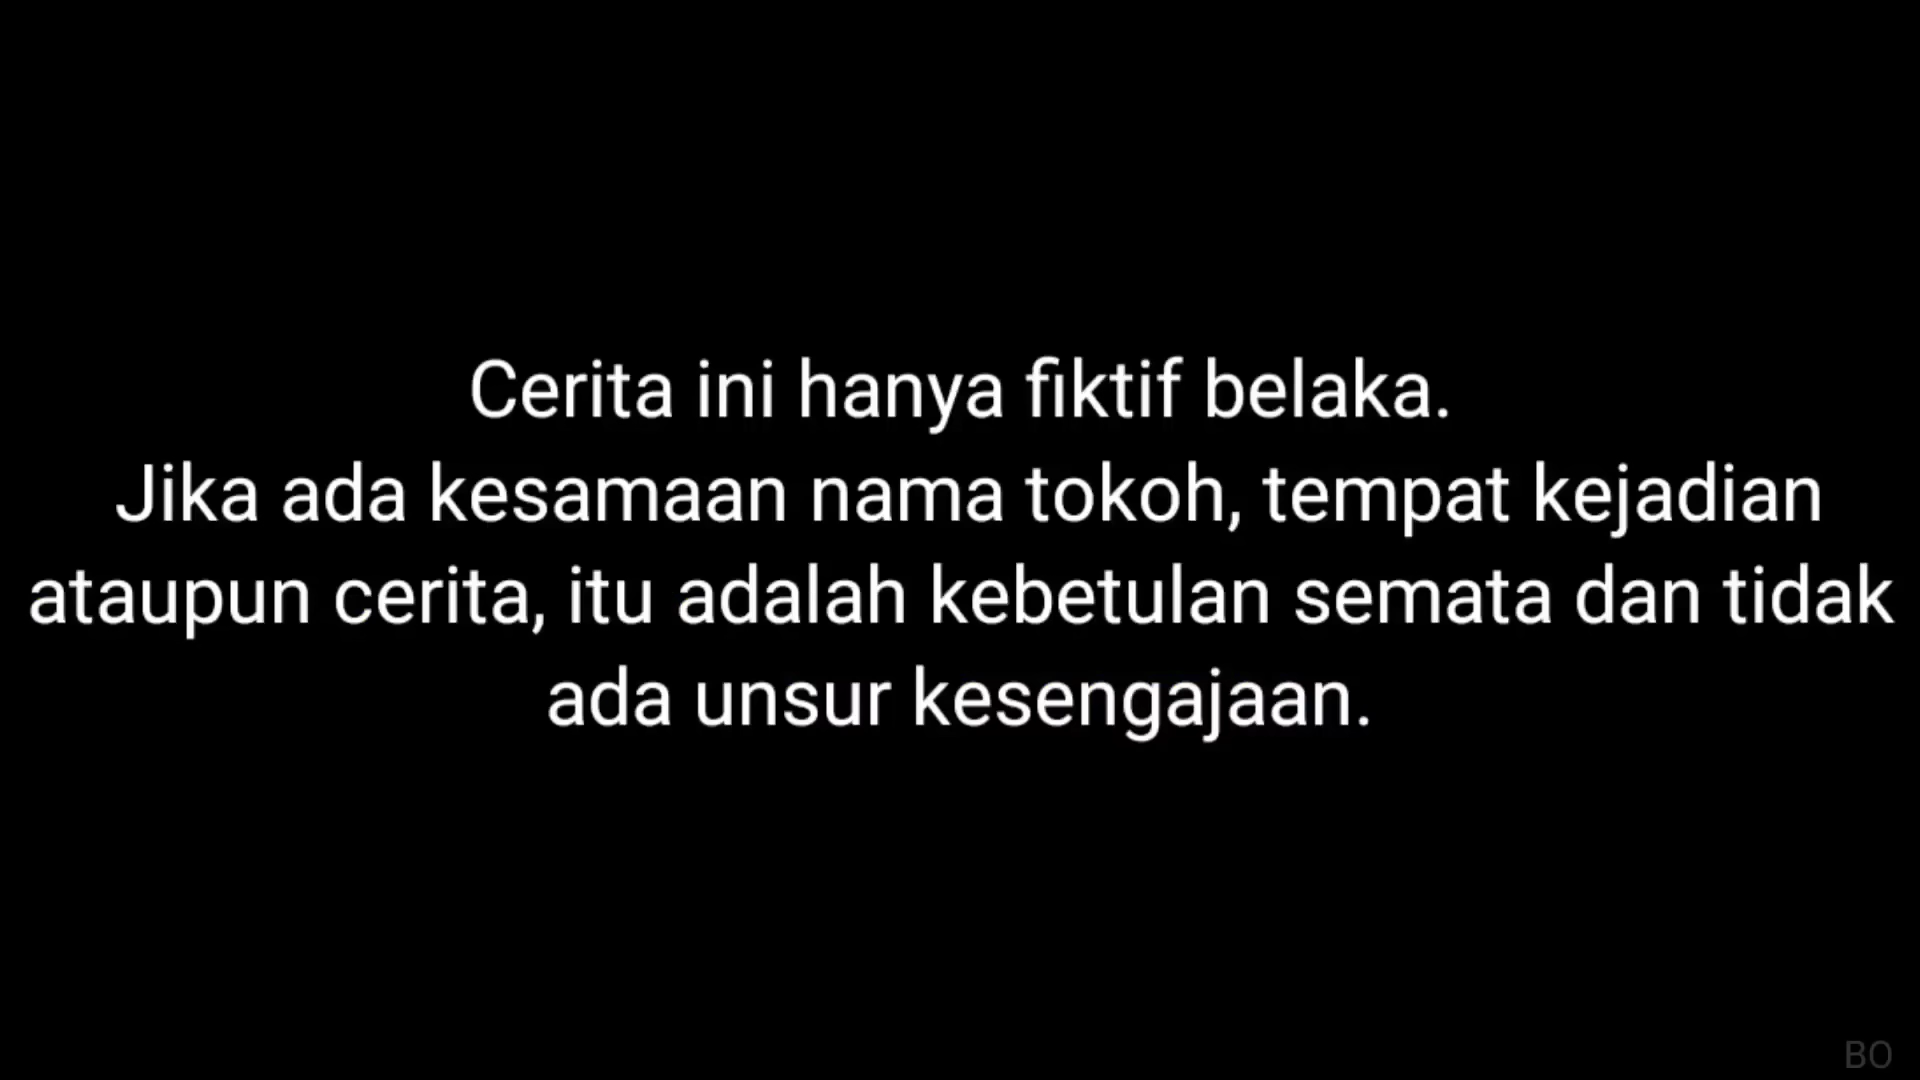 Cerita ini hanya fiktif belaka.
Jika ada kesamaan nama tokoh, tempat kejadian
ataupun cerita, itu adalah kebetulan semata dan tidak
ada unsur kesengajaan.
BO